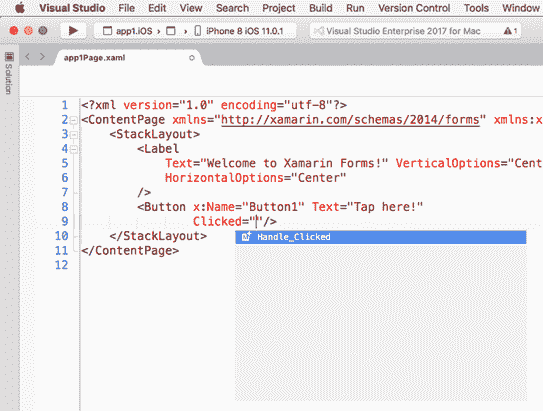 Visual Studio File Edit View Search Project Build Run Version Control Tools Window
app1.iOS > iPhone 8 iOS 11.0.1 Visual Studio Enterprise 2017 for Mac 1
Solution
app1Page.xaml
1 <?xml version="1.0" encoding="utf-8"?>
2 <ContentPage xmlns="http://xamarin.com/schemas/2014/forms" xmlns:x
3 <StackLayout>
4 <Label
5 Text="Welcome to Xamarin Forms!" VerticalOptions="Cent
6 HorizontalOptions="Center"
7 />
8 <Button x:Name="Button1" Text="Tap here!"
9 Clicked=""/>
Handle_Clicked
10 </StackLayout>
11 </ContentPage>
12